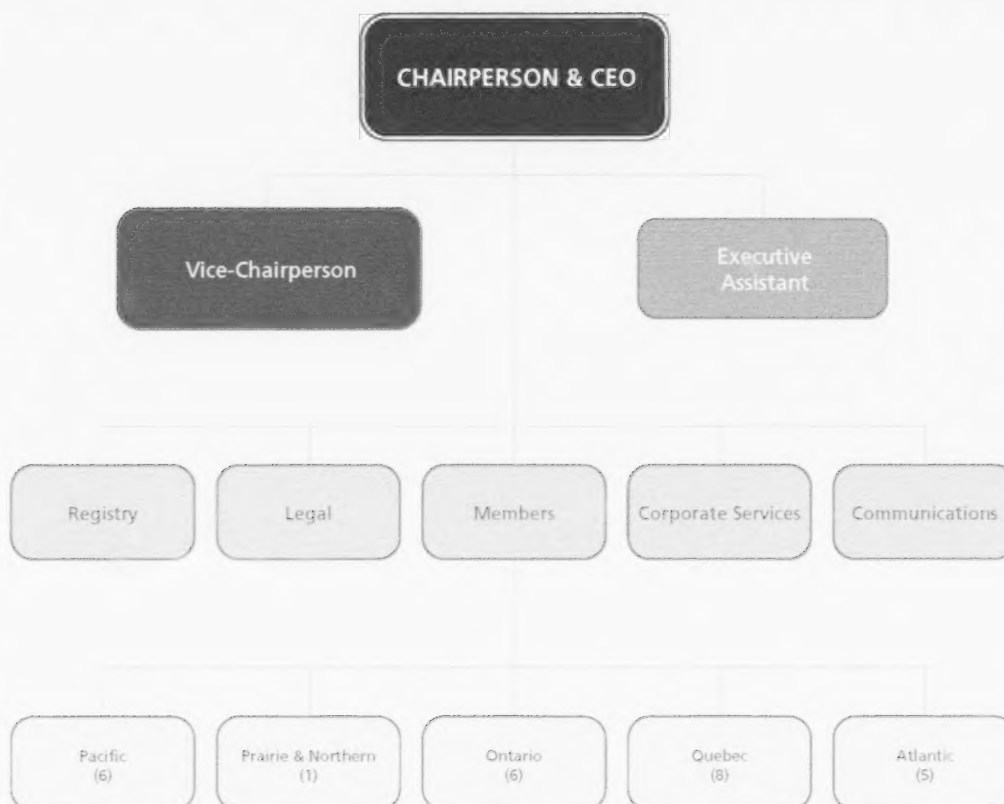 CHAIRPERSON & CEO
Vice-Chairperson
Executive
Assistant
Registry
Legal
Members
Corporate Services
Communications
Pacific
(6)
Prairie & Northern
(1)
Ontario
(6)
Quebec
(8)
Atlantic
(5)